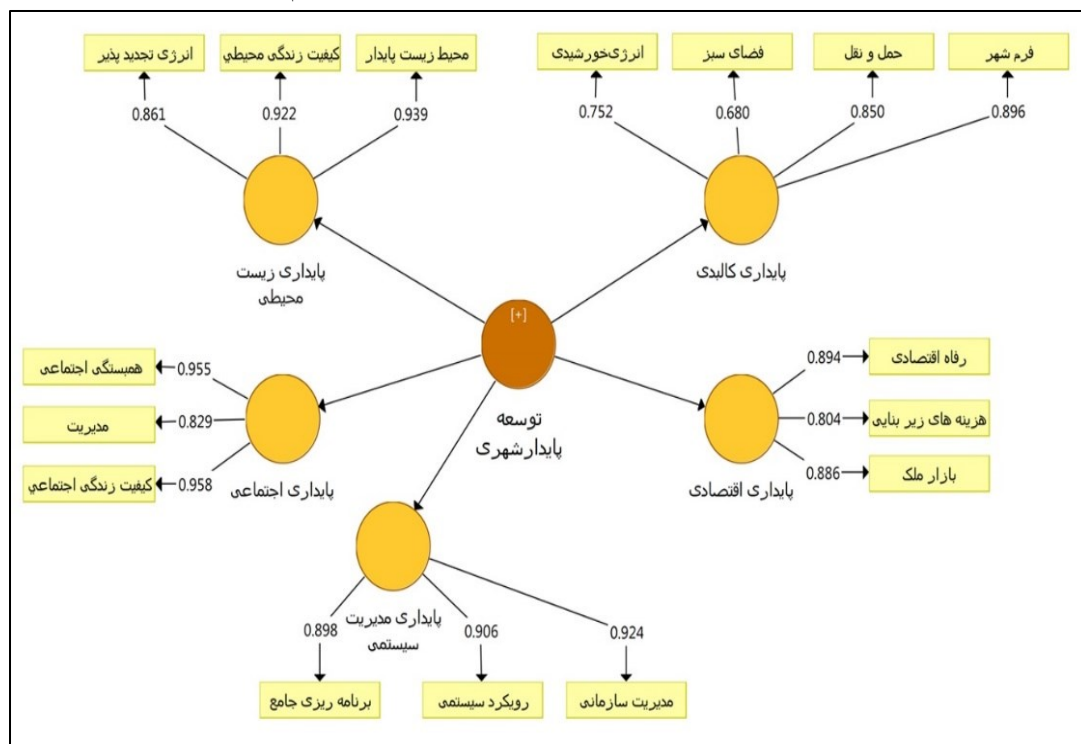 فرم شهر
حمل و نقل
فضای سبز
انرژی‌خورشیدی
محیط زیست پایدار
کیفیت زندگی محیطي
انرژی تجدید پذیر
0.896
0.850
0.680
0.752
0.939
0.922
0.861
پایداری کالبدی
پایداری زیست
محیطی
[+]
توسعه
پایدارشهری
رفاه اقتصادی
0.894
هزینه های زیر بنایی
0.804
بازار ملک
0.886
پایداری اقتصادی
همبستگی اجتماعی
0.955
مدیریت
0.829
کیفیت زندگی اجتماعي
0.958
پایداری اجتماعی
پایداری مدیریت
سیستمی
0.924
0.906
0.898
مدیریت سازمانی
رویکرد سیستمی
برنامه ریزی جامع